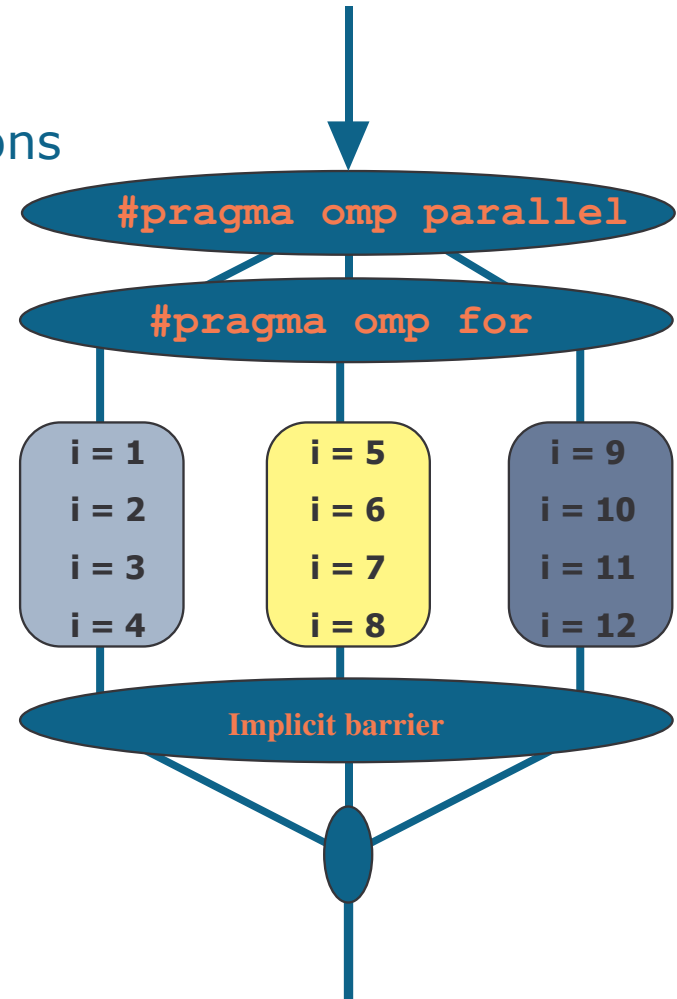 ons
#pragma omp parallel
#pragma omp for
i = 1
i = 2
i = 3
i = 4
i = 5
i = 6
i = 7
i = 8
i = 9
i = 10
i = 11
i = 12
Implicit barrier